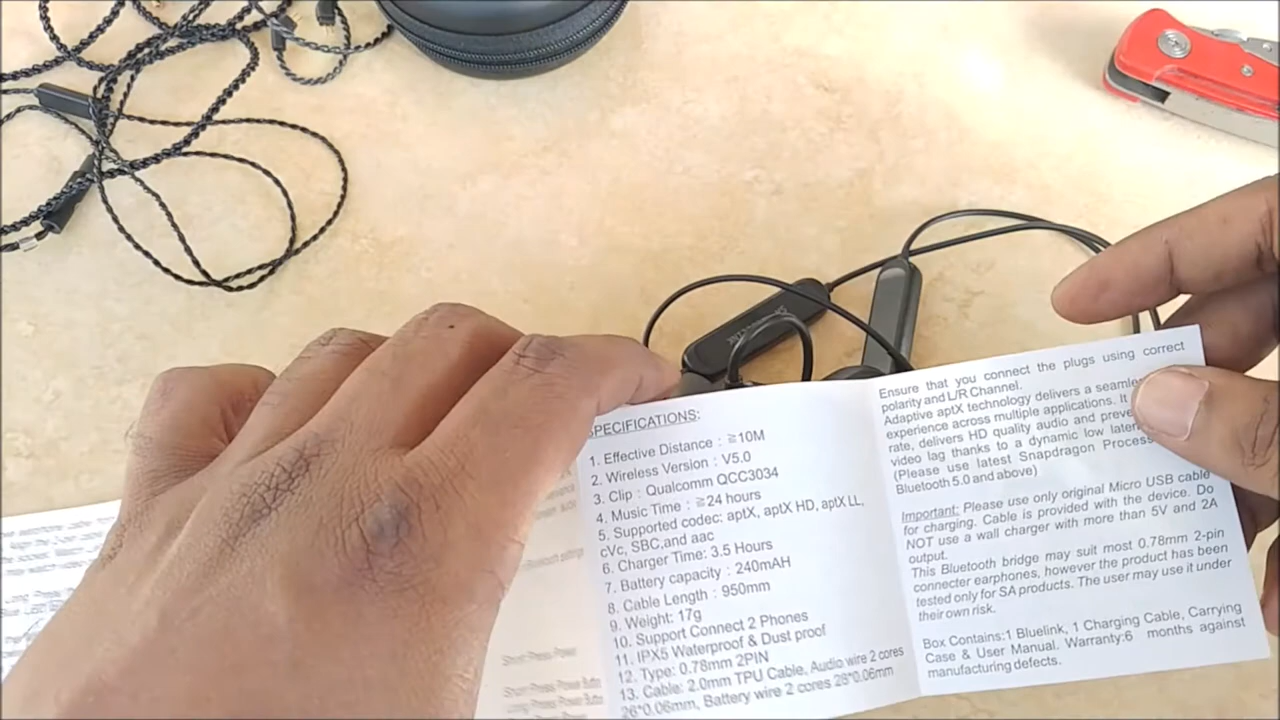 SPECIFICATIONS:
1. Effective Distance : ≧10M
2. Wireless Version : V5.0
3. Clip : Qualcomm QCC3034
4. Music Time : ≧24 hours
5. Supported codec: aptX, aptX HD, aptX LL,
cVc, SBC,and aac
6. Charger Time: 3.5 Hours
7. Battery capacity : 240mAH
8. Cable Length : 950mm
9. Weight: 17g
10. Support Connect 2 Phones
11. IPX5 Waterproof & Dust proof
12. Type: 0.78mm 2PIN
13. Cable: 2.0mm TPU Cable, Audio wire 2 cores
26*0.06mm, Battery wire 2 cores 28*0.06mm
Ensure that you connect the plugs using correct
polarity and L/R Channel.
Adaptive aptX technology delivers a
experience across multiple applications. It
rate, delivers HD quality audio and
video lag thanks to a dynamic low
(Please use latest Snapdragon
Bluetooth 5.0 and above)
Important: Please use only original Micro USB cable
for charging. Cable is provided with the device. Do
NOT use a wall charger with more than 5V and 2A
output.
This Bluetooth bridge may suit most 0.78mm 2-pin
connecter earphones, however the product has been
tested only for SA products. The user may use it under
their own risk.
Box Contains:1 Bluelink, 1 Charging Cable, Carrying
Case & User Manual. Warranty:6 months against
manufacturing defects.